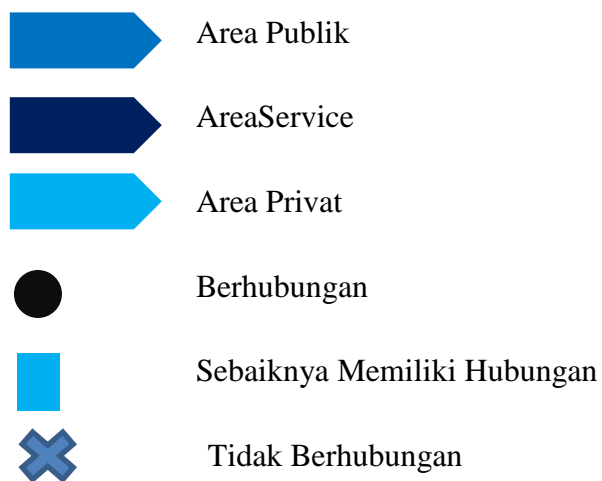 Area Publik
AreaService
Area Privat
Berhubungan
Sebaiknya Memiliki Hubungan
Tidak Berhubungan